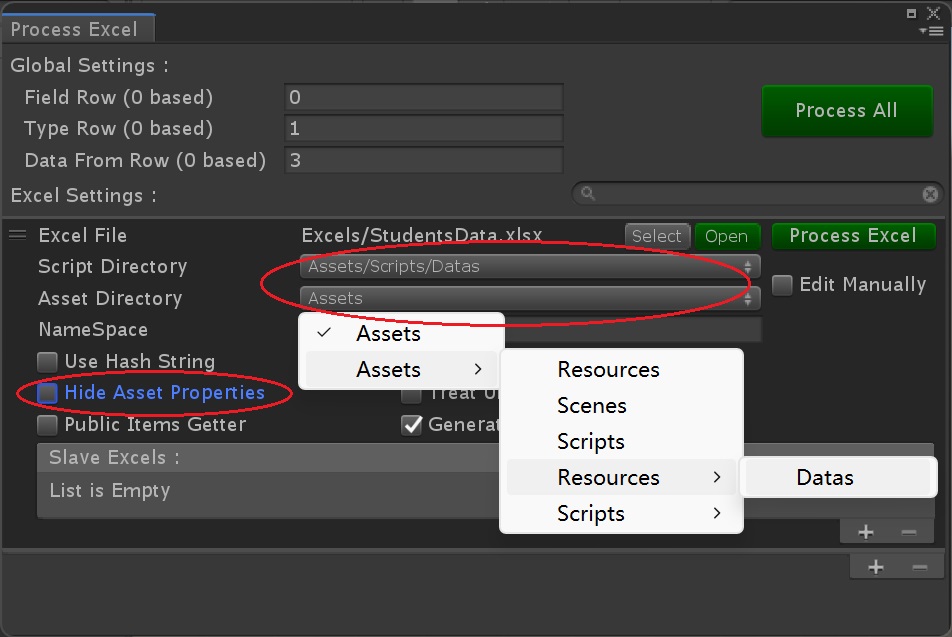 Process Excel
Global Settings :
Field Row (0 based) 0
Type Row (0 based) 1
Process All
Data From Row (0 based) 3
Excel Settings :
Excel File Excels/StudentsData.xlsx Select Open Process Excel
Script Directory Assets/Scripts/Datas
Edit Manually
Asset Directory Assets
NameSpace
Assets
Use Hash String
Assets
Resources
Hide Asset Properties
Treat
Scenes
Public Items Getter
Generat
Scripts
Slave Excels :
Resources
Datas
List is Empty
Scripts